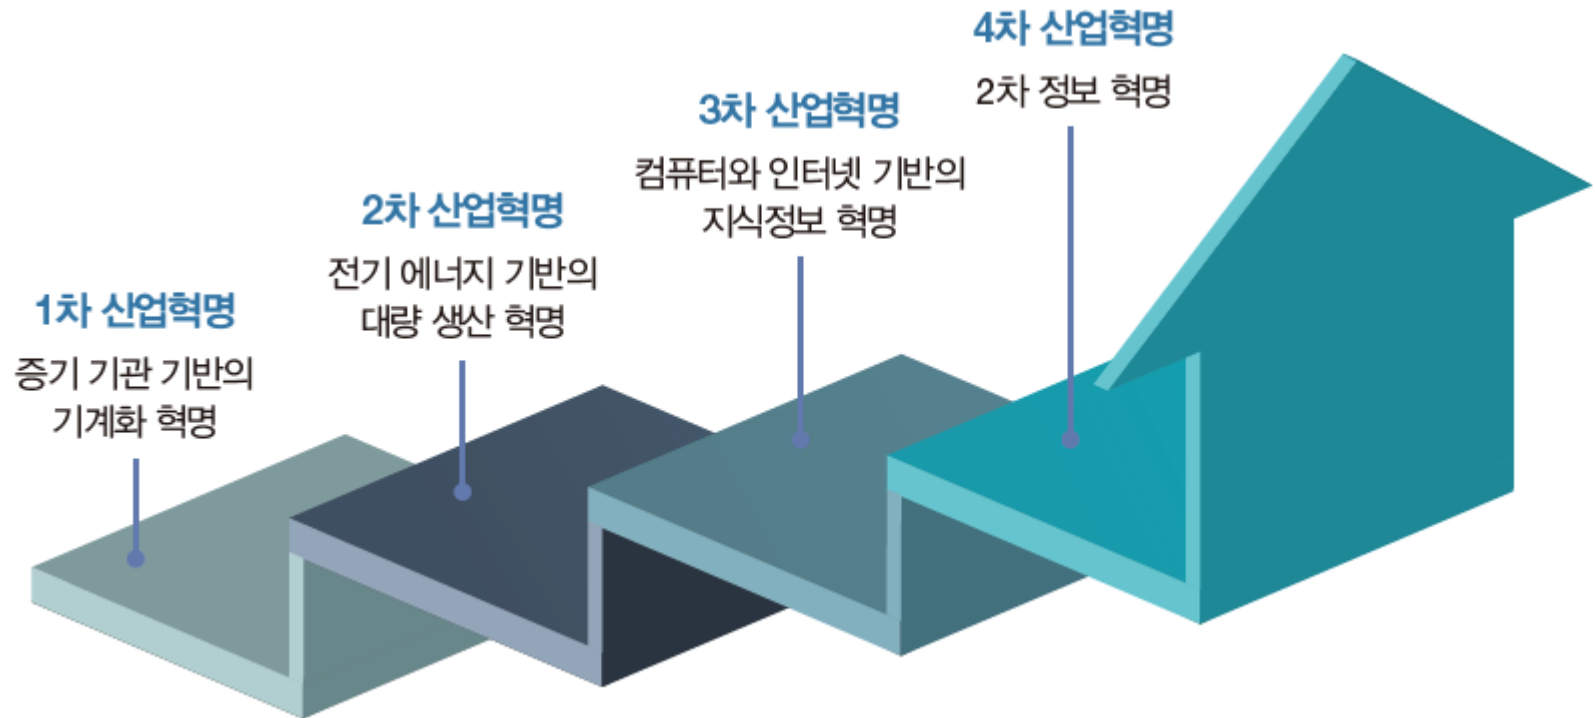 1차 산업혁명
증기 기관 기반의
기계화 혁명
2차 산업혁명
전기 에너지 기반의
대량 생산 혁명
3차 산업혁명
컴퓨터와 인터넷 기반의
지식정보 혁명
4차 산업혁명
2차 정보 혁명